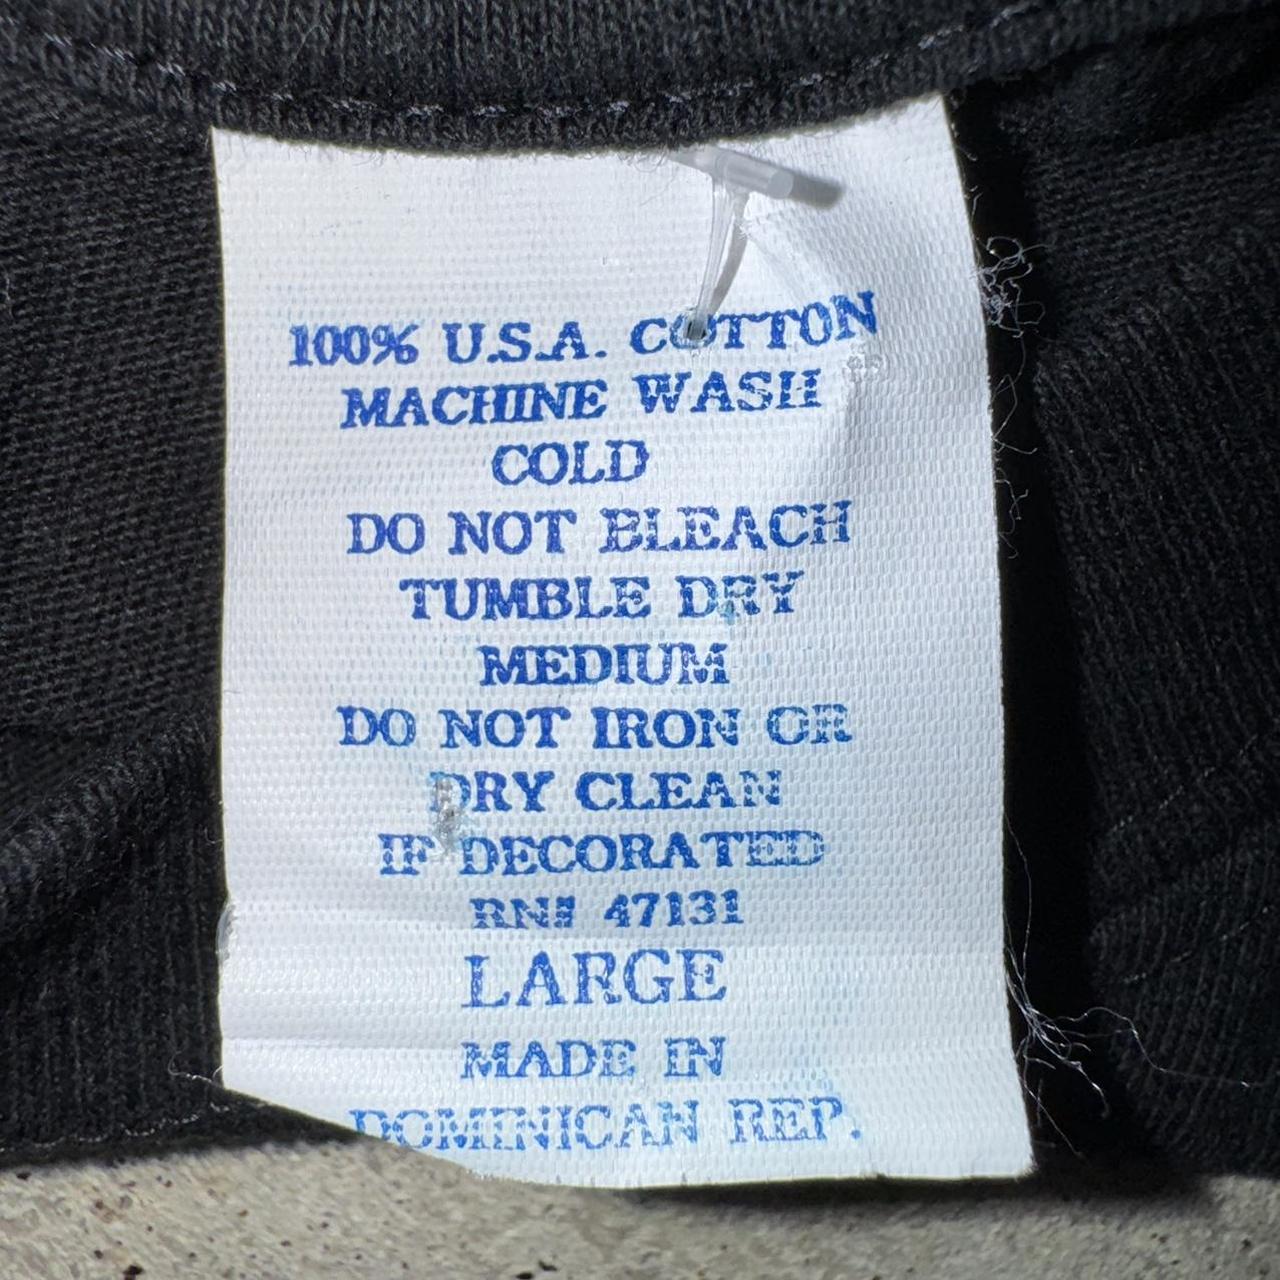 100% U.S.A. COTTON
MACHINE WASH
COLD
DO NOT BLEACH
TUMBLE DRY
MEDIUM
DO NOT IRON OR
DRY CLEAN
IF DECORATED
RN# 47131
LARGE
MADE IN
DOMINICAN REP.